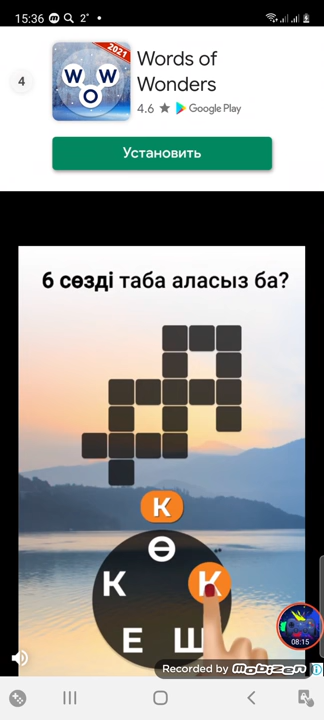 15:36 2°
4
2021
W W
O
Words of
Wonders
4.6 ★ Google Play
Установить
6 сөзді таба аласыз ба?
К
Ө
К К
Е Ш
08:15
Recorded by mobizen